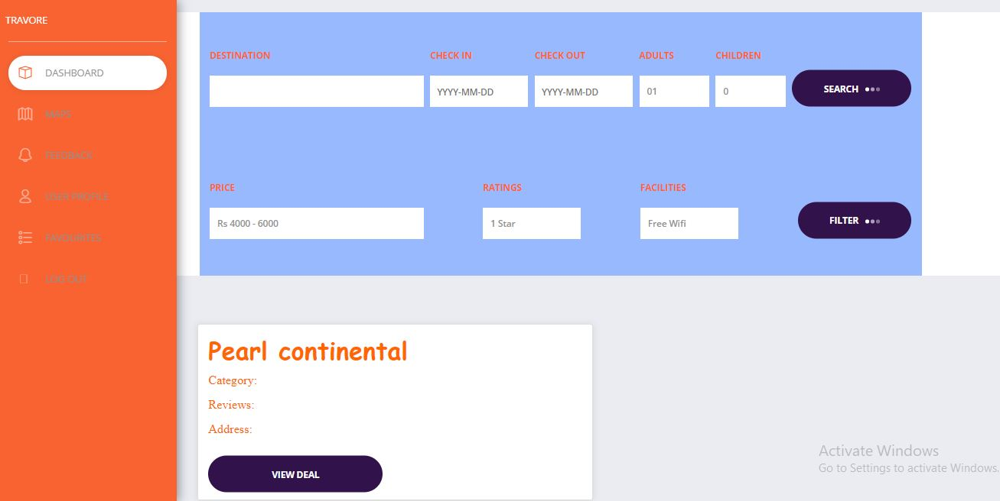 TRAVORE
DASHBOARD
MAPS
FEEDBACK
USER PROFILE
FAVOURITES
LOG OUT
DESTINATION CHECK IN CHECK OUT ADULTS CHILDREN
YYYY-MM-DD YYYY-MM-DD 01 0 SEARCH
PRICE RATINGS FACILITIES
Rs 4000 - 6000 1 Star Free Wifi FILTER
Pearl continental
Category:
Reviews:
Address:
VIEW DEAL
Activate Windows
Go to Settings to activate Windows.